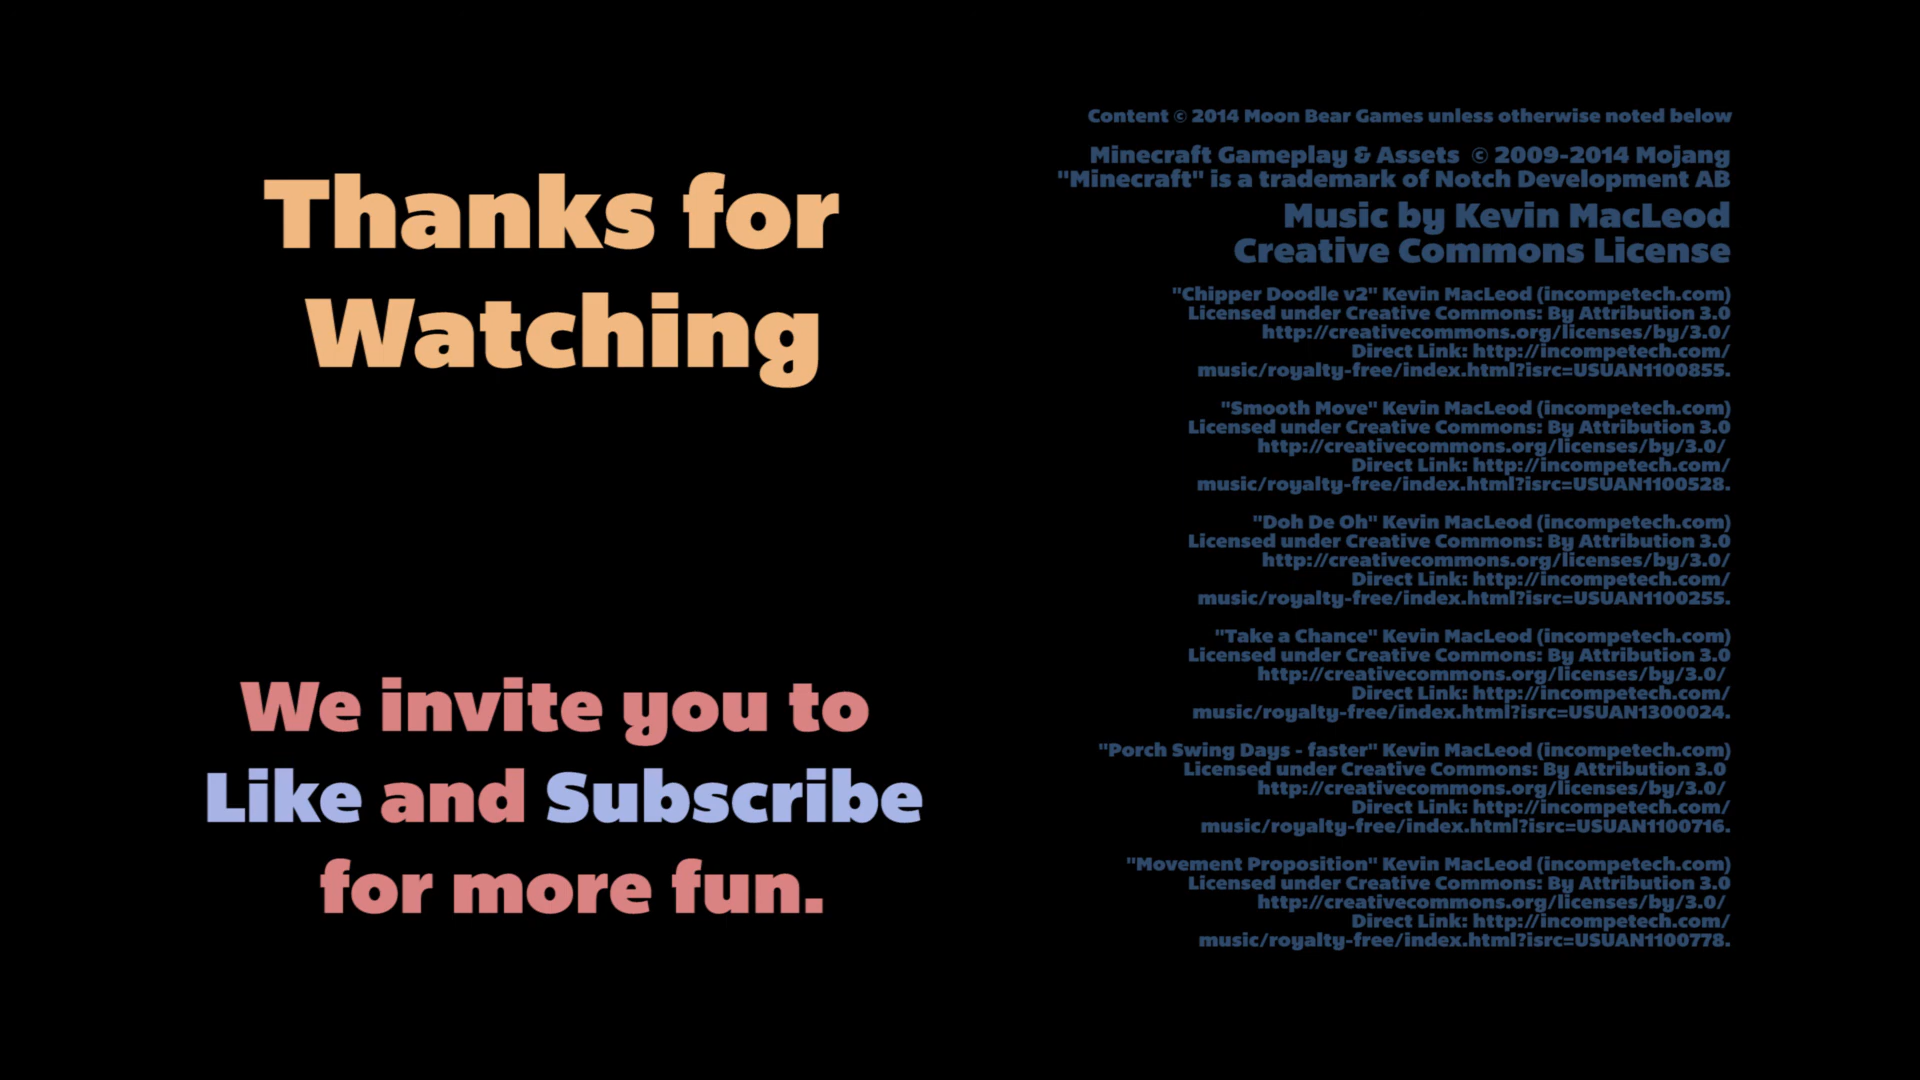 Thanks for
Watching
We invite you to
Like and Subscribe
for more fun.
Content © 2014 Moon Bear Games unless otherwise noted below
Minecraft Gameplay & Assets © 2009-2014 Mojang
"Minecraft" is a trademark of Notch Development AB
Music by Kevin MacLeod
Creative Commons License
"Chipper Doodle v2" Kevin MacLeod (incompetech.com)
Licensed under Creative Commons: By Attribution 3.0
http://creativecommons.org/licenses/by/3.0/
Direct Link: http://incompetech.com/
music/royalty-free/index.html?isrc=USUAN1100855.
"Smooth Move" Kevin MacLeod (incompetech.com)
Licensed under Creative Commons: By Attribution 3.0
http://creativecommons.org/licenses/by/3.0/
Direct Link: http://incompetech.com/
music/royalty-free/index.html?isrc=USUAN1100528.
"Doh De Oh" Kevin MacLeod (incompetech.com)
Licensed under Creative Commons: By Attribution 3.0
http://creativecommons.org/licenses/by/3.0/
Direct Link: http://incompetech.com/
music/royalty-free/index.html?isrc=USUAN1100255.
"Take a Chance" Kevin MacLeod (incompetech.com)
Licensed under Creative Commons: By Attribution 3.0
http://creativecommons.org/licenses/by/3.0/
Direct Link: http://incompetech.com/
music/royalty-free/index.html?isrc=USUAN1300024.
"Porch Swing Days - faster" Kevin MacLeod (incompetech.com)
Licensed under Creative Commons: By Attribution 3.0
http://creativecommons.org/licenses/by/3.0/
Direct Link: http://incompetech.com/
music/royalty-free/index.html?isrc=USUAN1100716.
"Movement Proposition" Kevin MacLeod (incompetech.com)
Licensed under Creative Commons: By Attribution 3.0
http://creativecommons.org/licenses/by/3.0/
Direct Link: http://incompetech.com/
music/royalty-free/index.html?isrc=USUAN1100778.